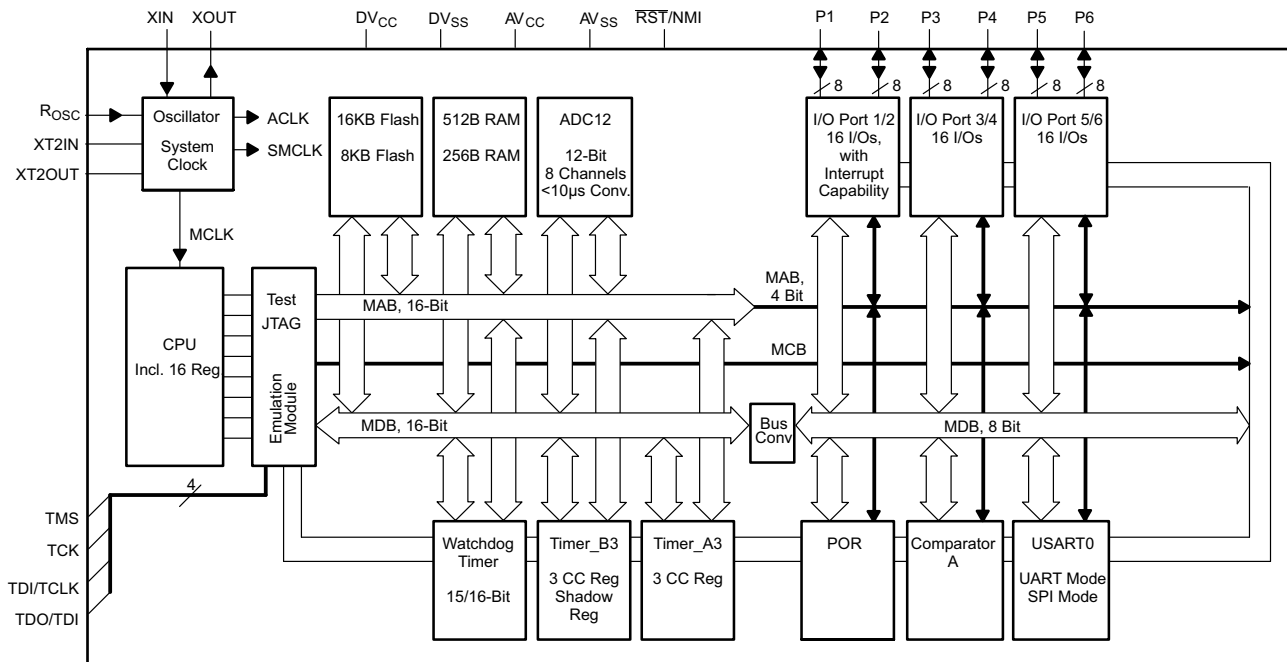 XIN
XOUT
DVCC
DVSS
AVCC
AVSS
RST/NMI
P1
P2
P3
P4
P5
P6
8
8
8
8
8
8
ROSC
XT2IN
XT2OUT
Oscillator
System
Clock
ACLK
SMCLK
16KB Flash
8KB Flash
512B RAM
256B RAM
ADC12
12-Bit
8 Channels
<10µs Conv.
I/O Port 1/2
16 I/Os,
with
Interrupt
Capability
I/O Port 3/4
16 I/Os
I/O Port 5/6
16 I/Os
MCLK
CPU
Incl. 16 Reg.
Test
JTAG
Emulation
Module
MAB, 16-Bit
MAB,
4 Bit
MCB
MDB, 16-Bit
Bus
Conv
MDB, 8 Bit
4
TMS
TCK
TDI/TCLK
TDO/TDI
Watchdog
Timer
15/16-Bit
Timer_B3
3 CC Reg
Shadow
Reg
Timer_A3
3 CC Reg
POR
Comparator
A
USART0
UART Mode
SPI Mode